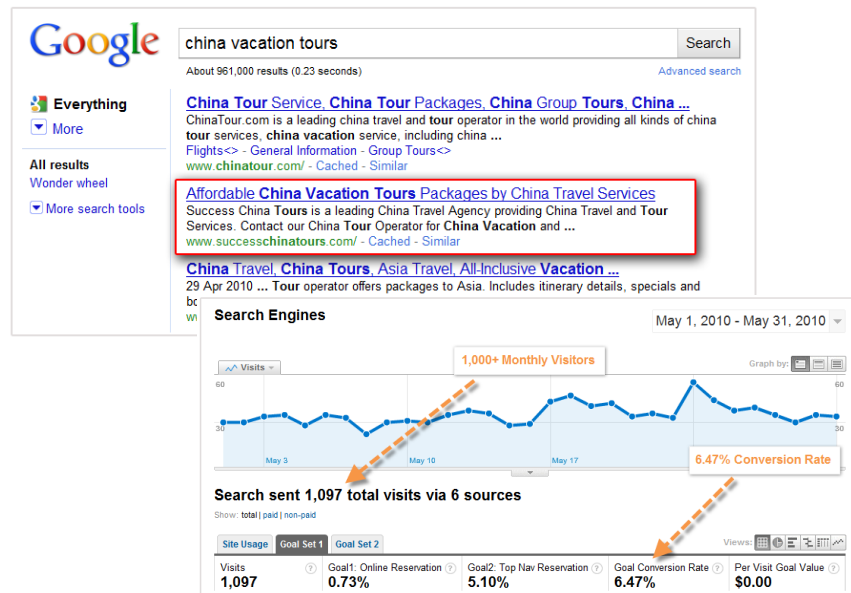 Google
china vacation tours
Search
About 961,000 results (0.23 seconds)
Advanced search
Everything
More
All results
Wonder wheel
More search tools
China Tour Service, China Tour Packages, China Group Tours, China ...
ChinaTour.com is a leading china travel and tour operator in the world providing all kinds of china
tour services, china vacation service, including china ...
Flights<> - General Information - Group Tours<>
www.chinatour.com/ - Cached - Similar
Affordable China Vacation Tours Packages by China Travel Services
Success China Tours is a leading China Travel Agency providing China Travel and Tour
Services. Contact our China Tour Operator for China Vacation and ...
www.successchinatours.com/ - Cached - Similar
China Travel, China Tours, Asia Travel, All-Inclusive Vacation ...
29 Apr 2010 ... Tour operator offers packages to Asia. Includes itinerary details, specials and
Search Engines
May 1, 2010 - May 31, 2010
1,000+ Monthly Visitors
Visits
Graph by:
60
60
30
30
May 3
May 10
May 17
6.47% Conversion Rate
Search sent 1,097 total visits via 6 sources
Show: total | paid | non-paid
Site Usage
Goal Set 1
Goal Set 2
Views:
Visits
1,097
Goal1: Online Reservation
0.73%
Goal2: Top Nav Reservation
5.10%
Goal Conversion Rate
6.47%
Per Visit Goal Value
$0.00